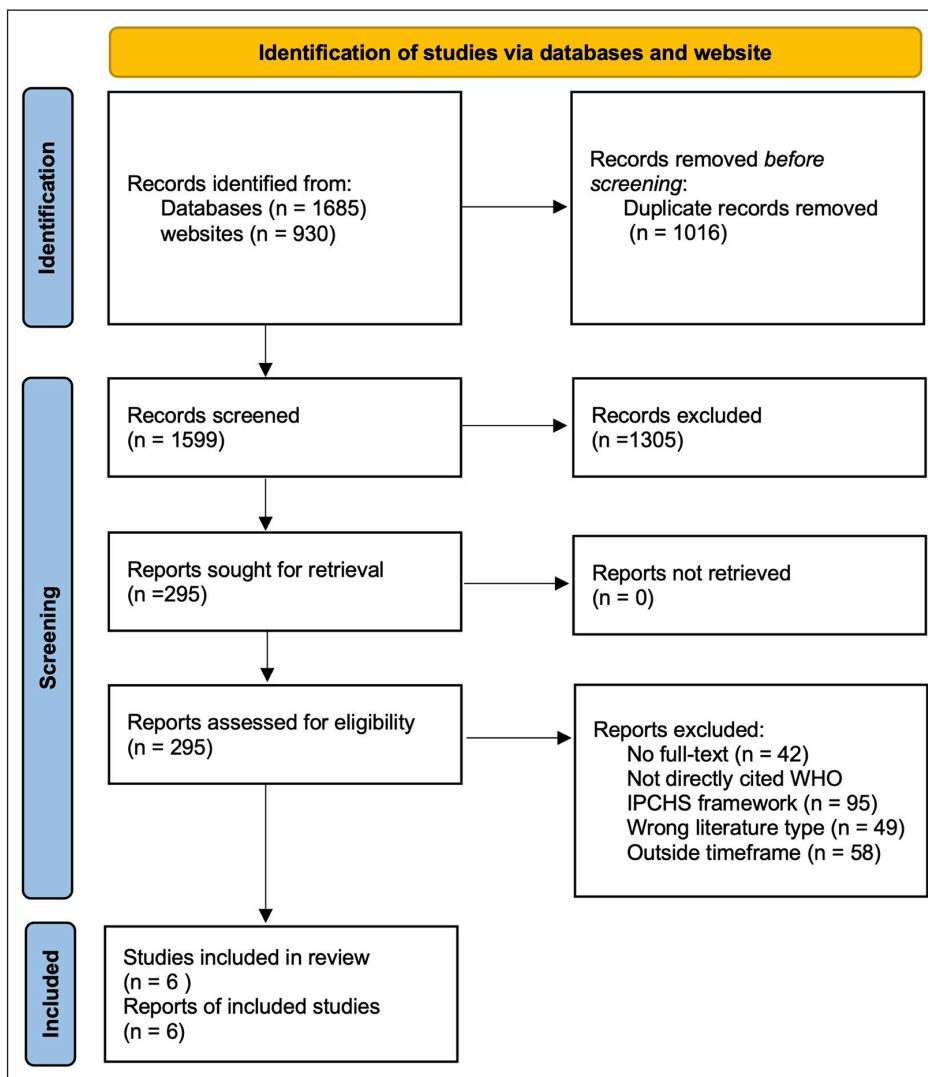 Identification of studies via databases and website
Identification
Records identified from:
Databases (n = 1685)
websites (n = 930)
Records removed before
screening:
Duplicate records removed
(n = 1016)
Screening
Records screened
(n = 1599)
Records excluded
(n =1305)
Reports sought for retrieval
(n =295)
Reports not retrieved
(n = 0)
Reports assessed for eligibility
(n = 295)
Reports excluded:
No full-text (n = 42)
Not directly cited WHO
IPCHS framework (n = 95)
Wrong literature type (n = 49)
Outside timeframe (n = 58)
Included
Studies included in review
(n = 6 )
Reports of included studies
(n = 6)